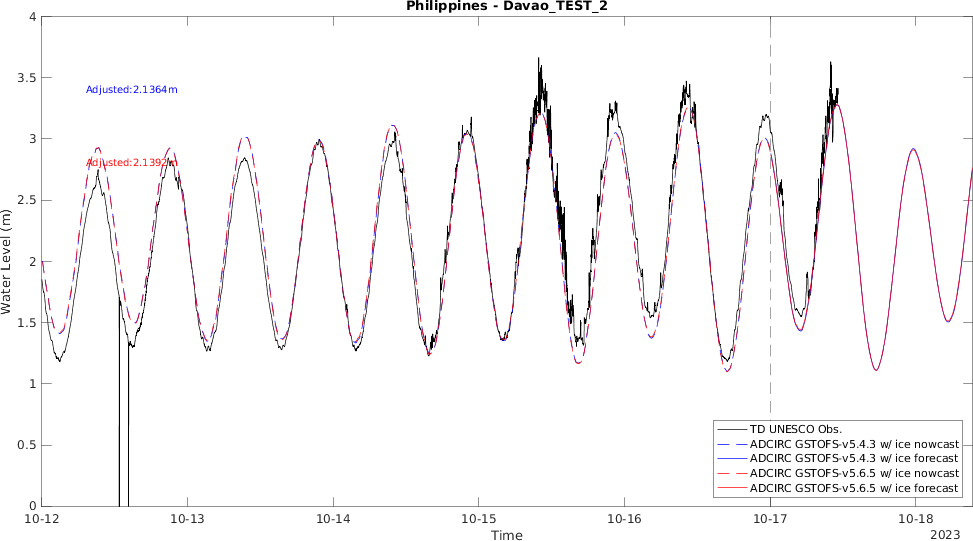 Philippines - Davao_TEST_2
4
3.5
3
2.5
2
1.5
1
0.5
0
Water Level (m)
Adjusted:2.1364m
Adjusted:2.1392m
TD UNESCO Obs.
ADCIRC GSTOFS-v5.4.3 w/ ice nowcast
ADCIRC GSTOFS-v5.4.3 w/ ice forecast
ADCIRC GSTOFS-v5.6.5 w/ ice nowcast
ADCIRC GSTOFS-v5.6.5 w/ ice forecast
10-12 10-13 10-14 10-15 10-16 10-17 10-18
Time
2023